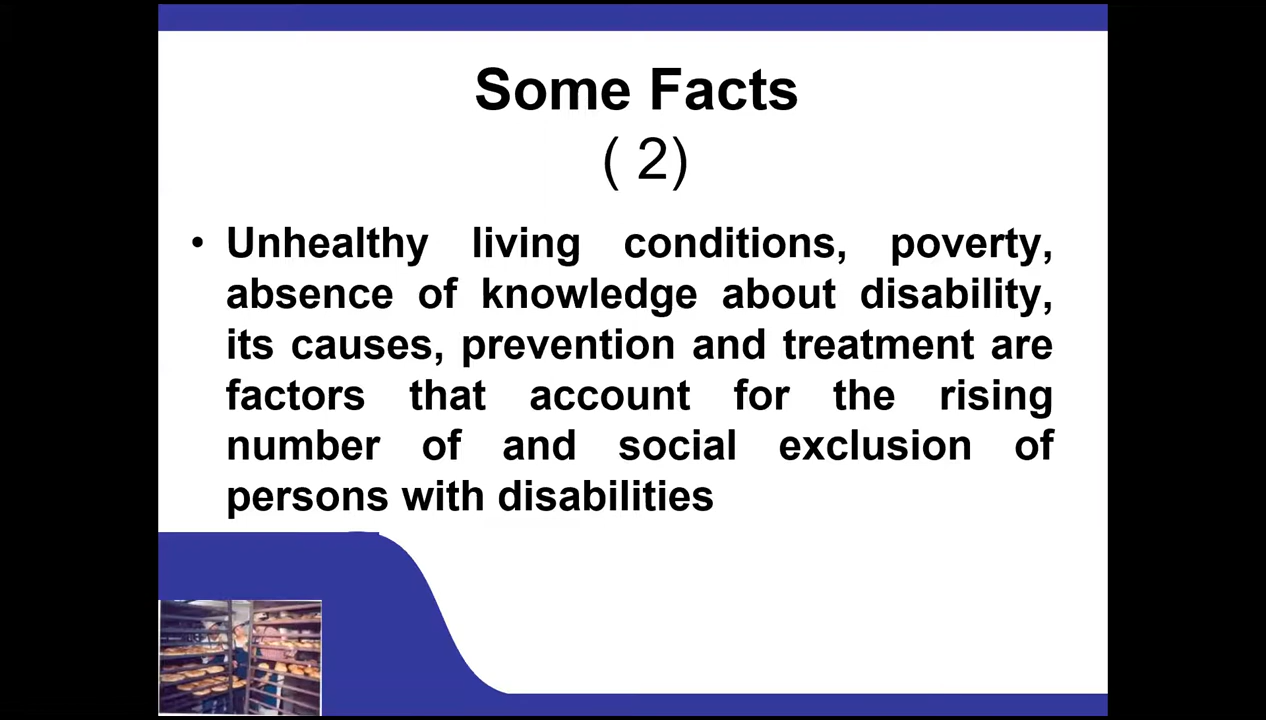 Some Facts
( 2)
• Unhealthy living conditions, poverty,
absence of knowledge about disability,
its causes, prevention and treatment are
factors that account for the rising
number of and social exclusion of
persons with disabilities